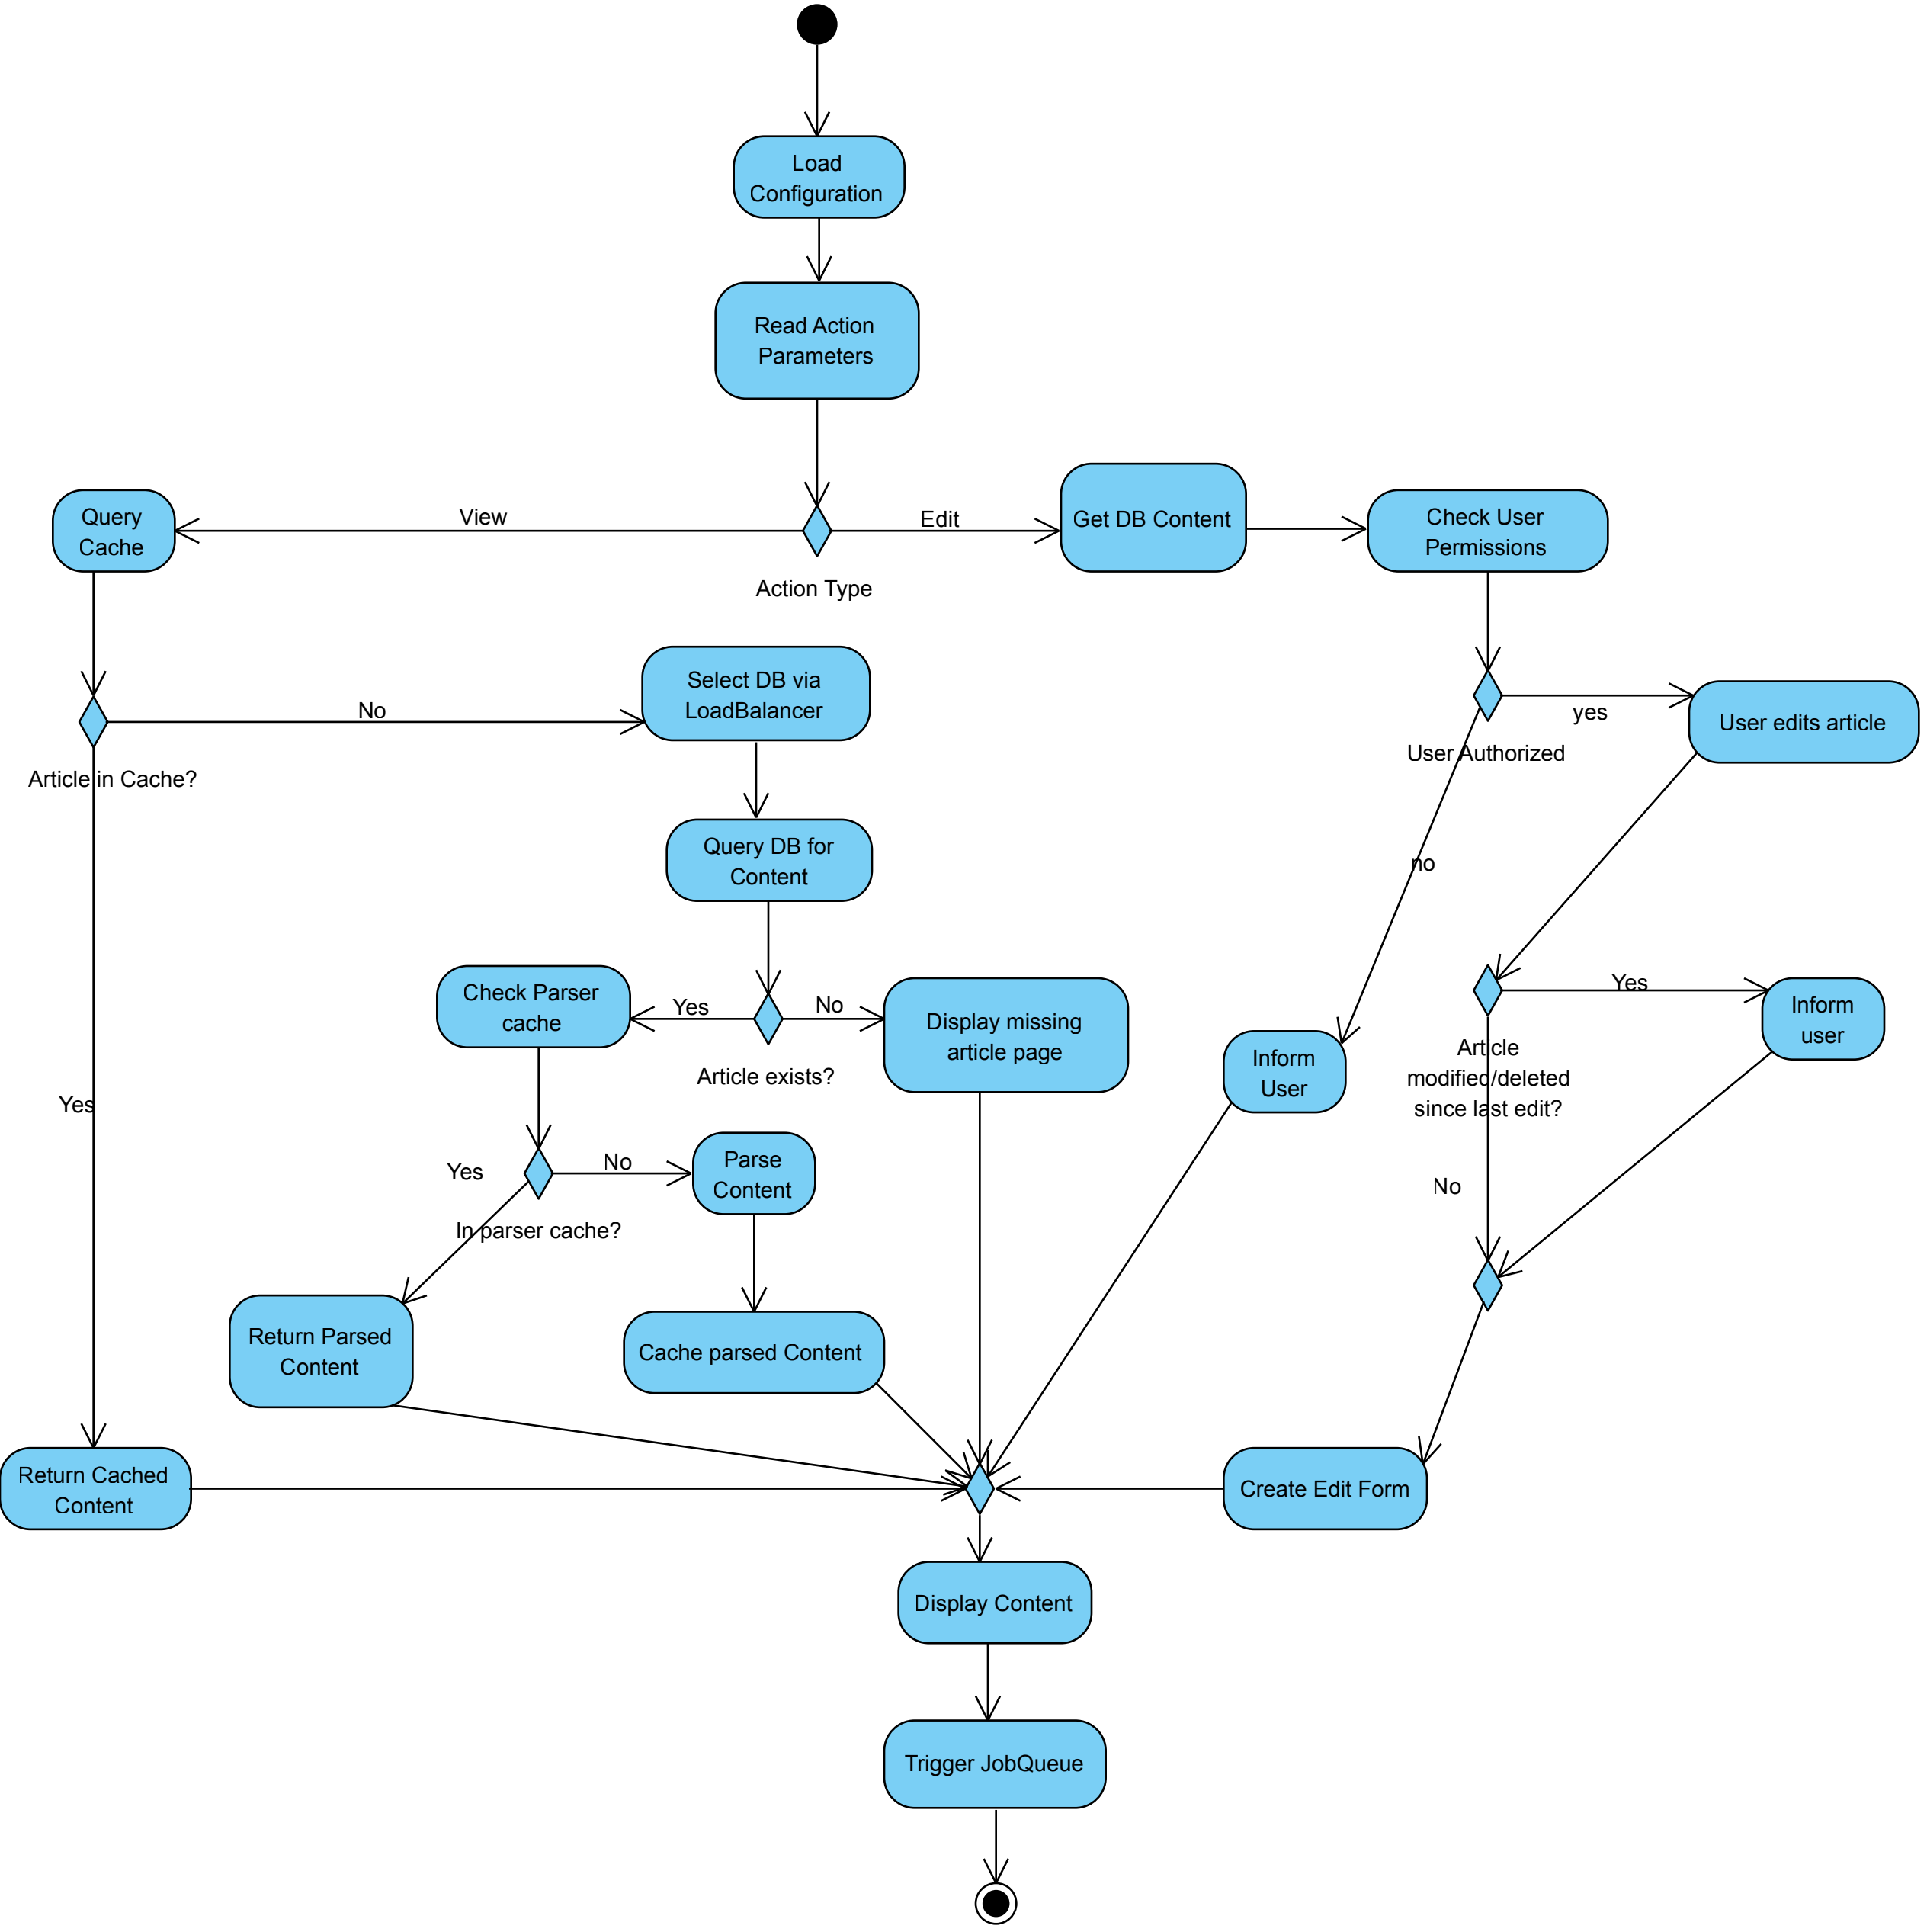 Load
Configuration
Read Action
Parameters
Query
Cache
View
Edit
Get DB Content
Check User
Permissions
Action Type
Select DB via
LoadBalancer
No
Article in Cache?
yes
User edits article
User Authorized
Query DB for
Content
no
Check Parser
cache
Yes
No
Display missing
article page
Article exists?
Yes
Inform
user
Inform
User
Article
modified/deleted
since last edit?
Yes
Yes
No
Parse
Content
In parser cache?
No
Return Parsed
Content
Cache parsed Content
Return Cached
Content
Create Edit Form
Display Content
Trigger JobQueue